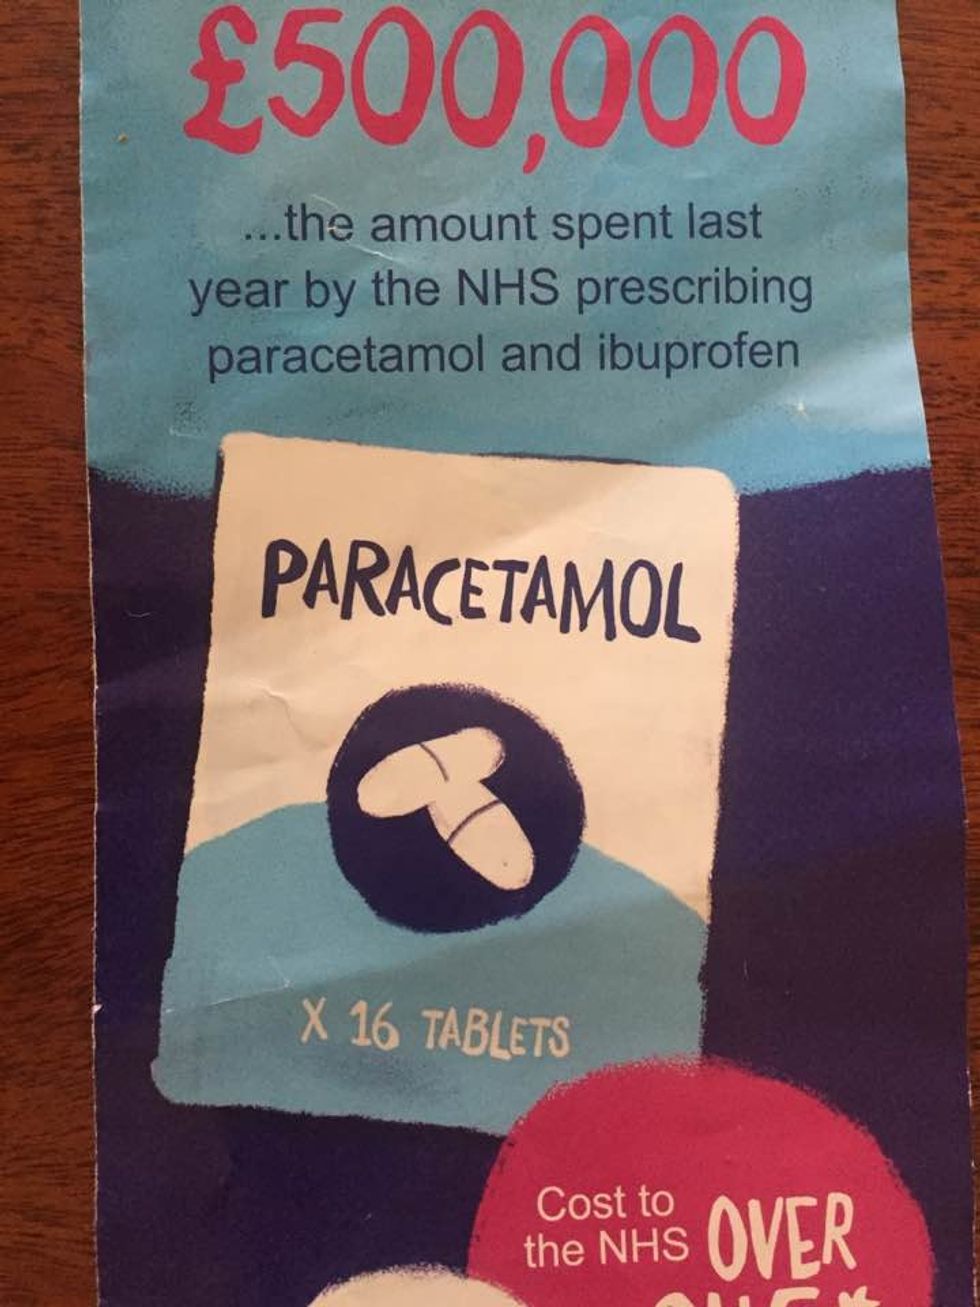 £500,000
...the amount spent last
year by the NHS prescribing
paracetamol and ibuprofen
PARACETAMOL
X 16 TABLETS
Cost to
the NHS OVER